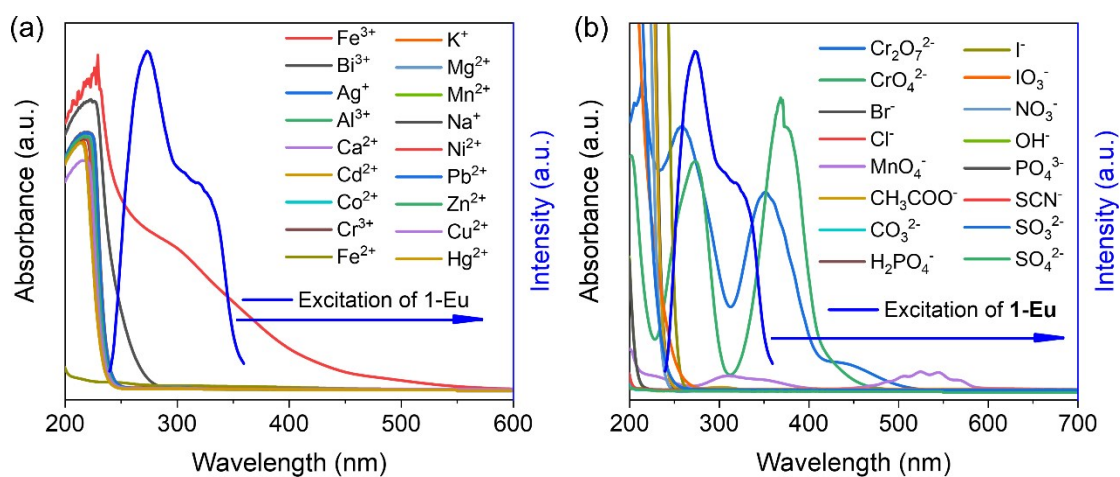 (a)
Absorbance (a.u.)
Fe³⁺
Bi³⁺
Ag⁺
Al³⁺
Ca²⁺
Cd²⁺
Co²⁺
Cr³⁺
Fe²⁺
K⁺
Mg²⁺
Mn²⁺
Na⁺
Ni²⁺
Pb²⁺
Zn²⁺
Cu²⁺
Hg²⁺
Excitation of 1-Eu
Intensity (a.u.)
200 300 400 500 600
Wavelength (nm)
(b)
Absorbance (a.u.)
Cr₂O₇²⁻
CrO₄²⁻
Br⁻
Cl⁻
MnO₄⁻
CH₃COO⁻
CO₃²⁻
H₂PO₄⁻
I⁻
IO₃⁻
NO₃⁻
OH⁻
PO₄³⁻
SCN⁻
SO₃²⁻
SO₄²⁻
Excitation of 1-Eu
Intensity (a.u.)
200 300 400 500 600 700
Wavelength (nm)